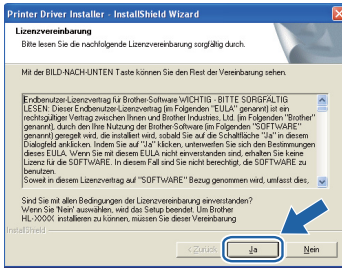 Printer Driver Installer - InstallShield Wizard
Lizenzvereinbarung
Bitte lesen Sie die nachfolgende Lizenzvereinbarung sorgfältig durch.
Mit der BILD-NACH-UNTEN Taste können Sie den Rest der Vereinbarung sehen.
Endbenutzer-Lizenzvertrag für Brother-Software WICHTIG - BITTE SORGFÄLTIG
LESEN: Dieser Endbenutzer-Lizenzvertrag (im Folgenden "EULA" genannt) ist ein
rechtsgültiger Vertrag zwischen Ihnen und Brother Industries, Ltd. (im Folgenden "Brother"
genannt), durch den Ihre Nutzung der Brother-Software (im Folgenden "SOFTWARE"
genannt) geregelt wird, die installiert wird, sobald Sie auf die Schaltfläche "Ja" in diesem
Dialogfeld anklicken. Indem Sie auf "Ja" klicken, unterwerfen Sie sich den Bestimmungen
dieses EULA. Wenn Sie mit diesem EULA nicht einverstanden sind, erhalten Sie keine
Lizenz für die SOFTWARE. In diesem Fall sind Sie nicht berechtigt, die SOFTWARE zu
benutzen.
Soweit in diesem Lizenzvertrag auf "SOFTWARE" Bezug genommen wird, umfasst dies,
Sind Sie mit allen Bedingungen der Lizenzvereinbarung einverstanden?
Wenn Sie 'Nein' auswählen, wird das Setup beendet. Um Brother
HL-XXXX installieren zu können, müssen Sie dieser Vereinbarung
InstallShield
< Zurück
Ja
Nein